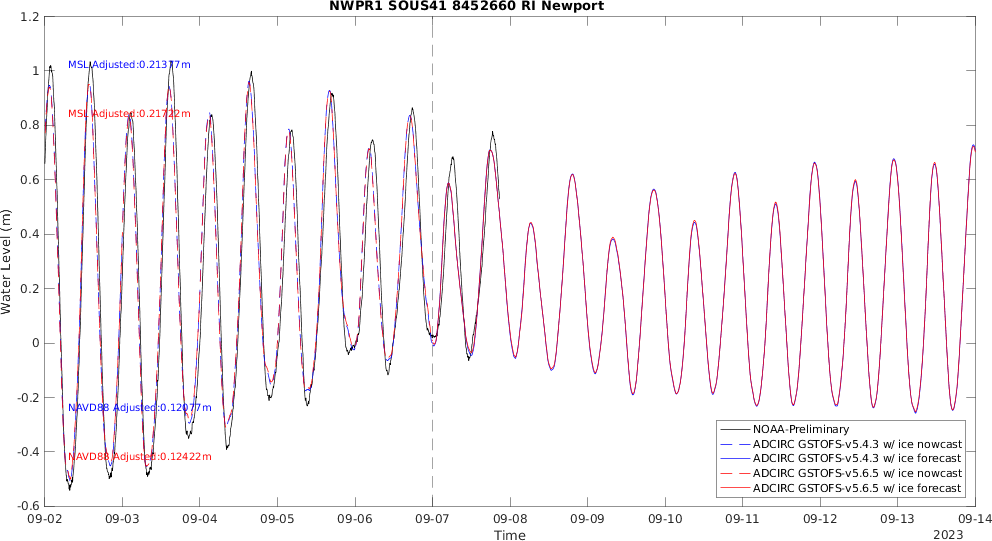 NWPR1 SOUS41 8452660 RI Newport
1.2
1
0.8
0.6
0.4
0.2
0
-0.2
-0.4
-0.6
Water Level (m)
MSL Adjusted:0.21377m
MSL Adjusted:0.21722m
NAVD88 Adjusted:0.12077m
NAVD88 Adjusted:0.12422m
NOAA-Preliminary
ADCIRC GSTOFS-v5.4.3 w/ ice nowcast
ADCIRC GSTOFS-v5.4.3 w/ ice forecast
ADCIRC GSTOFS-v5.6.5 w/ ice nowcast
ADCIRC GSTOFS-v5.6.5 w/ ice forecast
09-02 09-03 09-04 09-05 09-06 09-07 09-08 09-09 09-10 09-11 09-12 09-13 09-14
Time
2023